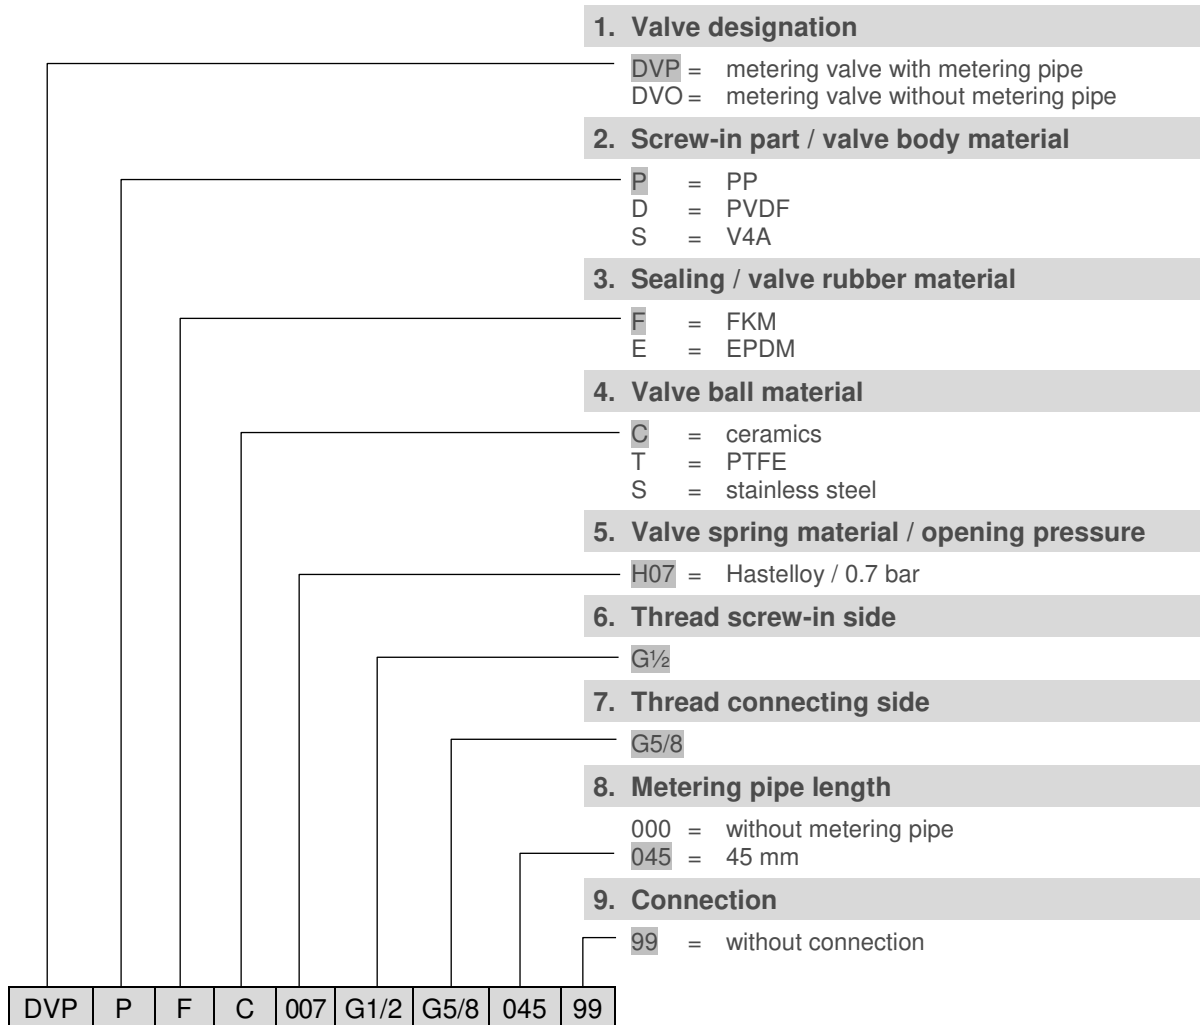 1. Valve designation
DVP = metering valve with metering pipe
DVO = metering valve without metering pipe
2. Screw-in part / valve body material
P = PP
D = PVDF
S = V4A
3. Sealing / valve rubber material
F = FKM
E = EPDM
4. Valve ball material
C = ceramics
T = PTFE
S = stainless steel
5. Valve spring material / opening pressure
H07 = Hastelloy / 0.7 bar
6. Thread screw-in side
G½
7. Thread connecting side
G5/8
8. Metering pipe length
000 = without metering pipe
045 = 45 mm
9. Connection
99 = without connection
DVP P F C 007 G1/2 G5/8 045 99